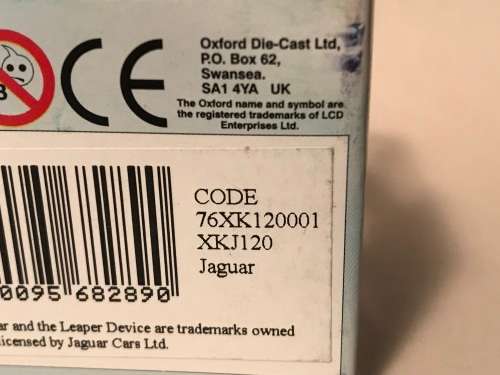 CE
Oxford Die-Cast Ltd,
P.O. Box 62,
Swansea.
SA1 4YA UK
The Oxford name and symbol are
the registered trademarks of LCD
Enterprises Ltd.
CODE
76XK120001
XKJ120
Jaguar
0095 682890
and the Leaper Device are trademarks owned
by Jaguar Cars Ltd.